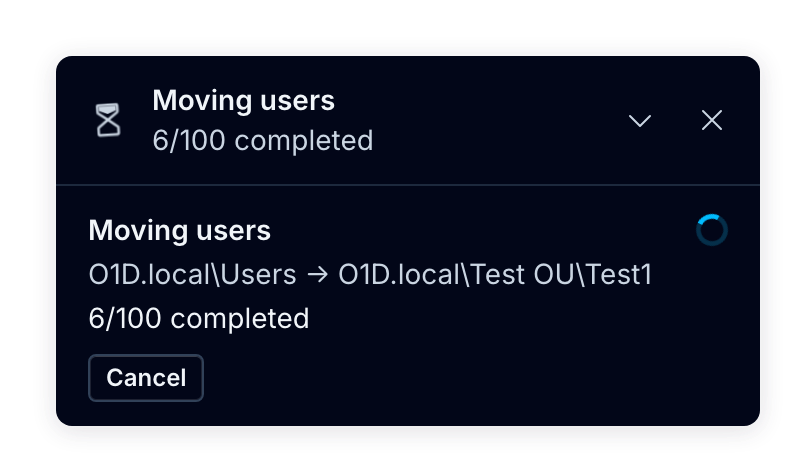 Moving users
6/100 completed
Moving users
O1D.local\Users → O1D.local\Test OU\Test1
6/100 completed
Cancel